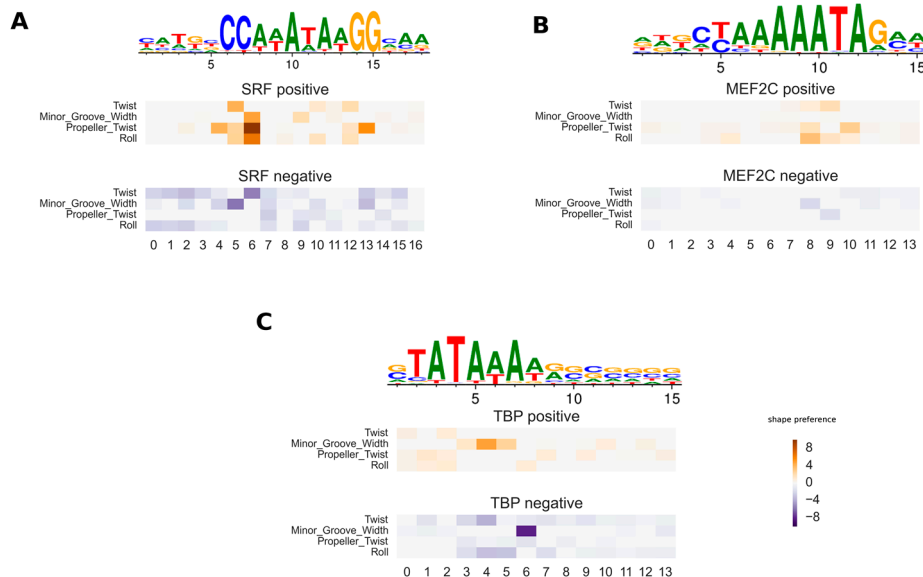 A
5 10 15
SRF positive
Twist
Minor_Groove_Width
Propeller_Twist
Roll
SRF negative
Twist
Minor_Groove_Width
Propeller_Twist
Roll
0 1 2 3 4 5 6 7 8 9 10 11 12 13 14 15 16
B
5 10 15
MEF2C positive
Twist
Minor_Groove_Width
Propeller_Twist
Roll
MEF2C negative
Twist
Minor_Groove_Width
Propeller_Twist
Roll
0 1 2 3 4 5 6 7 8 9 10 11 12 13
C
5 10 15
TBP positive
Twist
Minor_Groove_Width
Propeller_Twist
Roll
TBP negative
Twist
Minor_Groove_Width
Propeller_Twist
Roll
0 1 2 3 4 5 6 7 8 9 10 11 12 13
shape preference
8
4
0
−4
−8